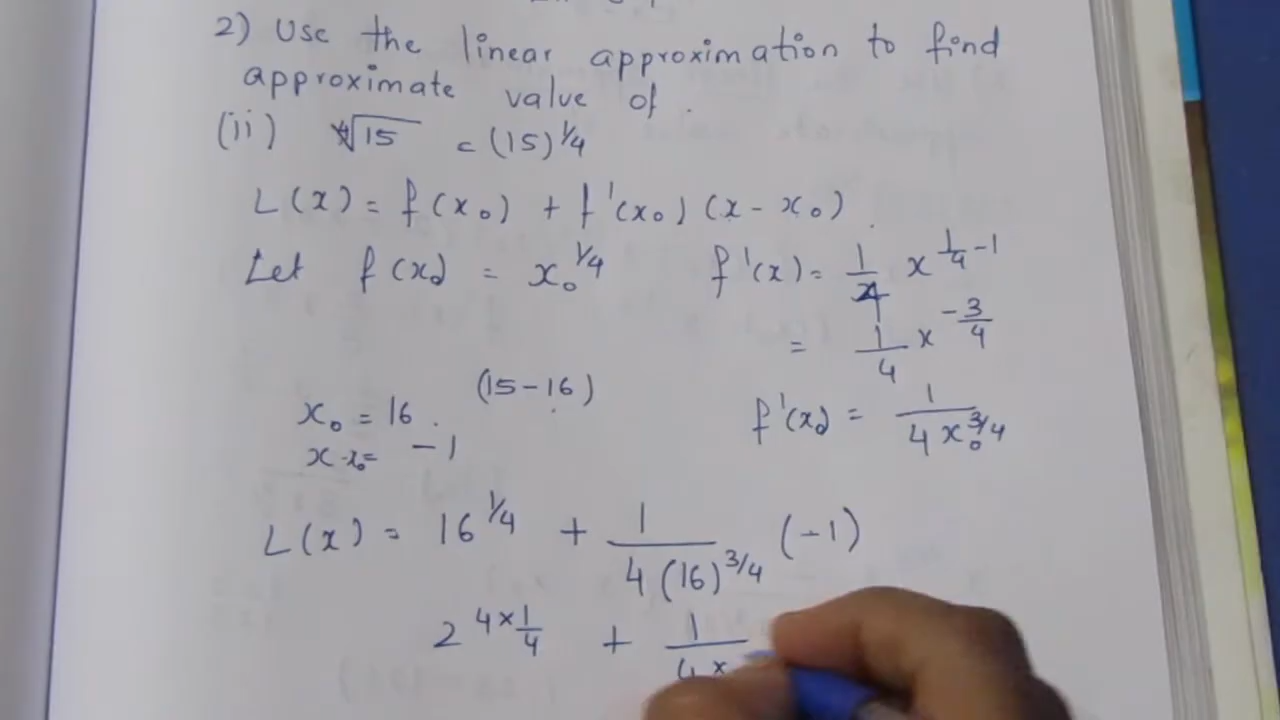 2) Use the linear approximation to find
approximate value of.
(ii) ∜15 = (15)^1/4
L(x) = f(x₀) + f'(x₀) (x - x₀)
Let f(x₀) = x₀^1/4 f'(x) = 1/4 x^(1/4 - 1)
= 1/4 x^(-3/4)
(15-16)
x₀ = 16. f'(x₀) = 1/(4 x₀^3/4)
x-x₀ = -1
L(x) = 16^1/4 + 1/(4(16)^3/4) (-1)
2^(4×1/4) + 1/(4×